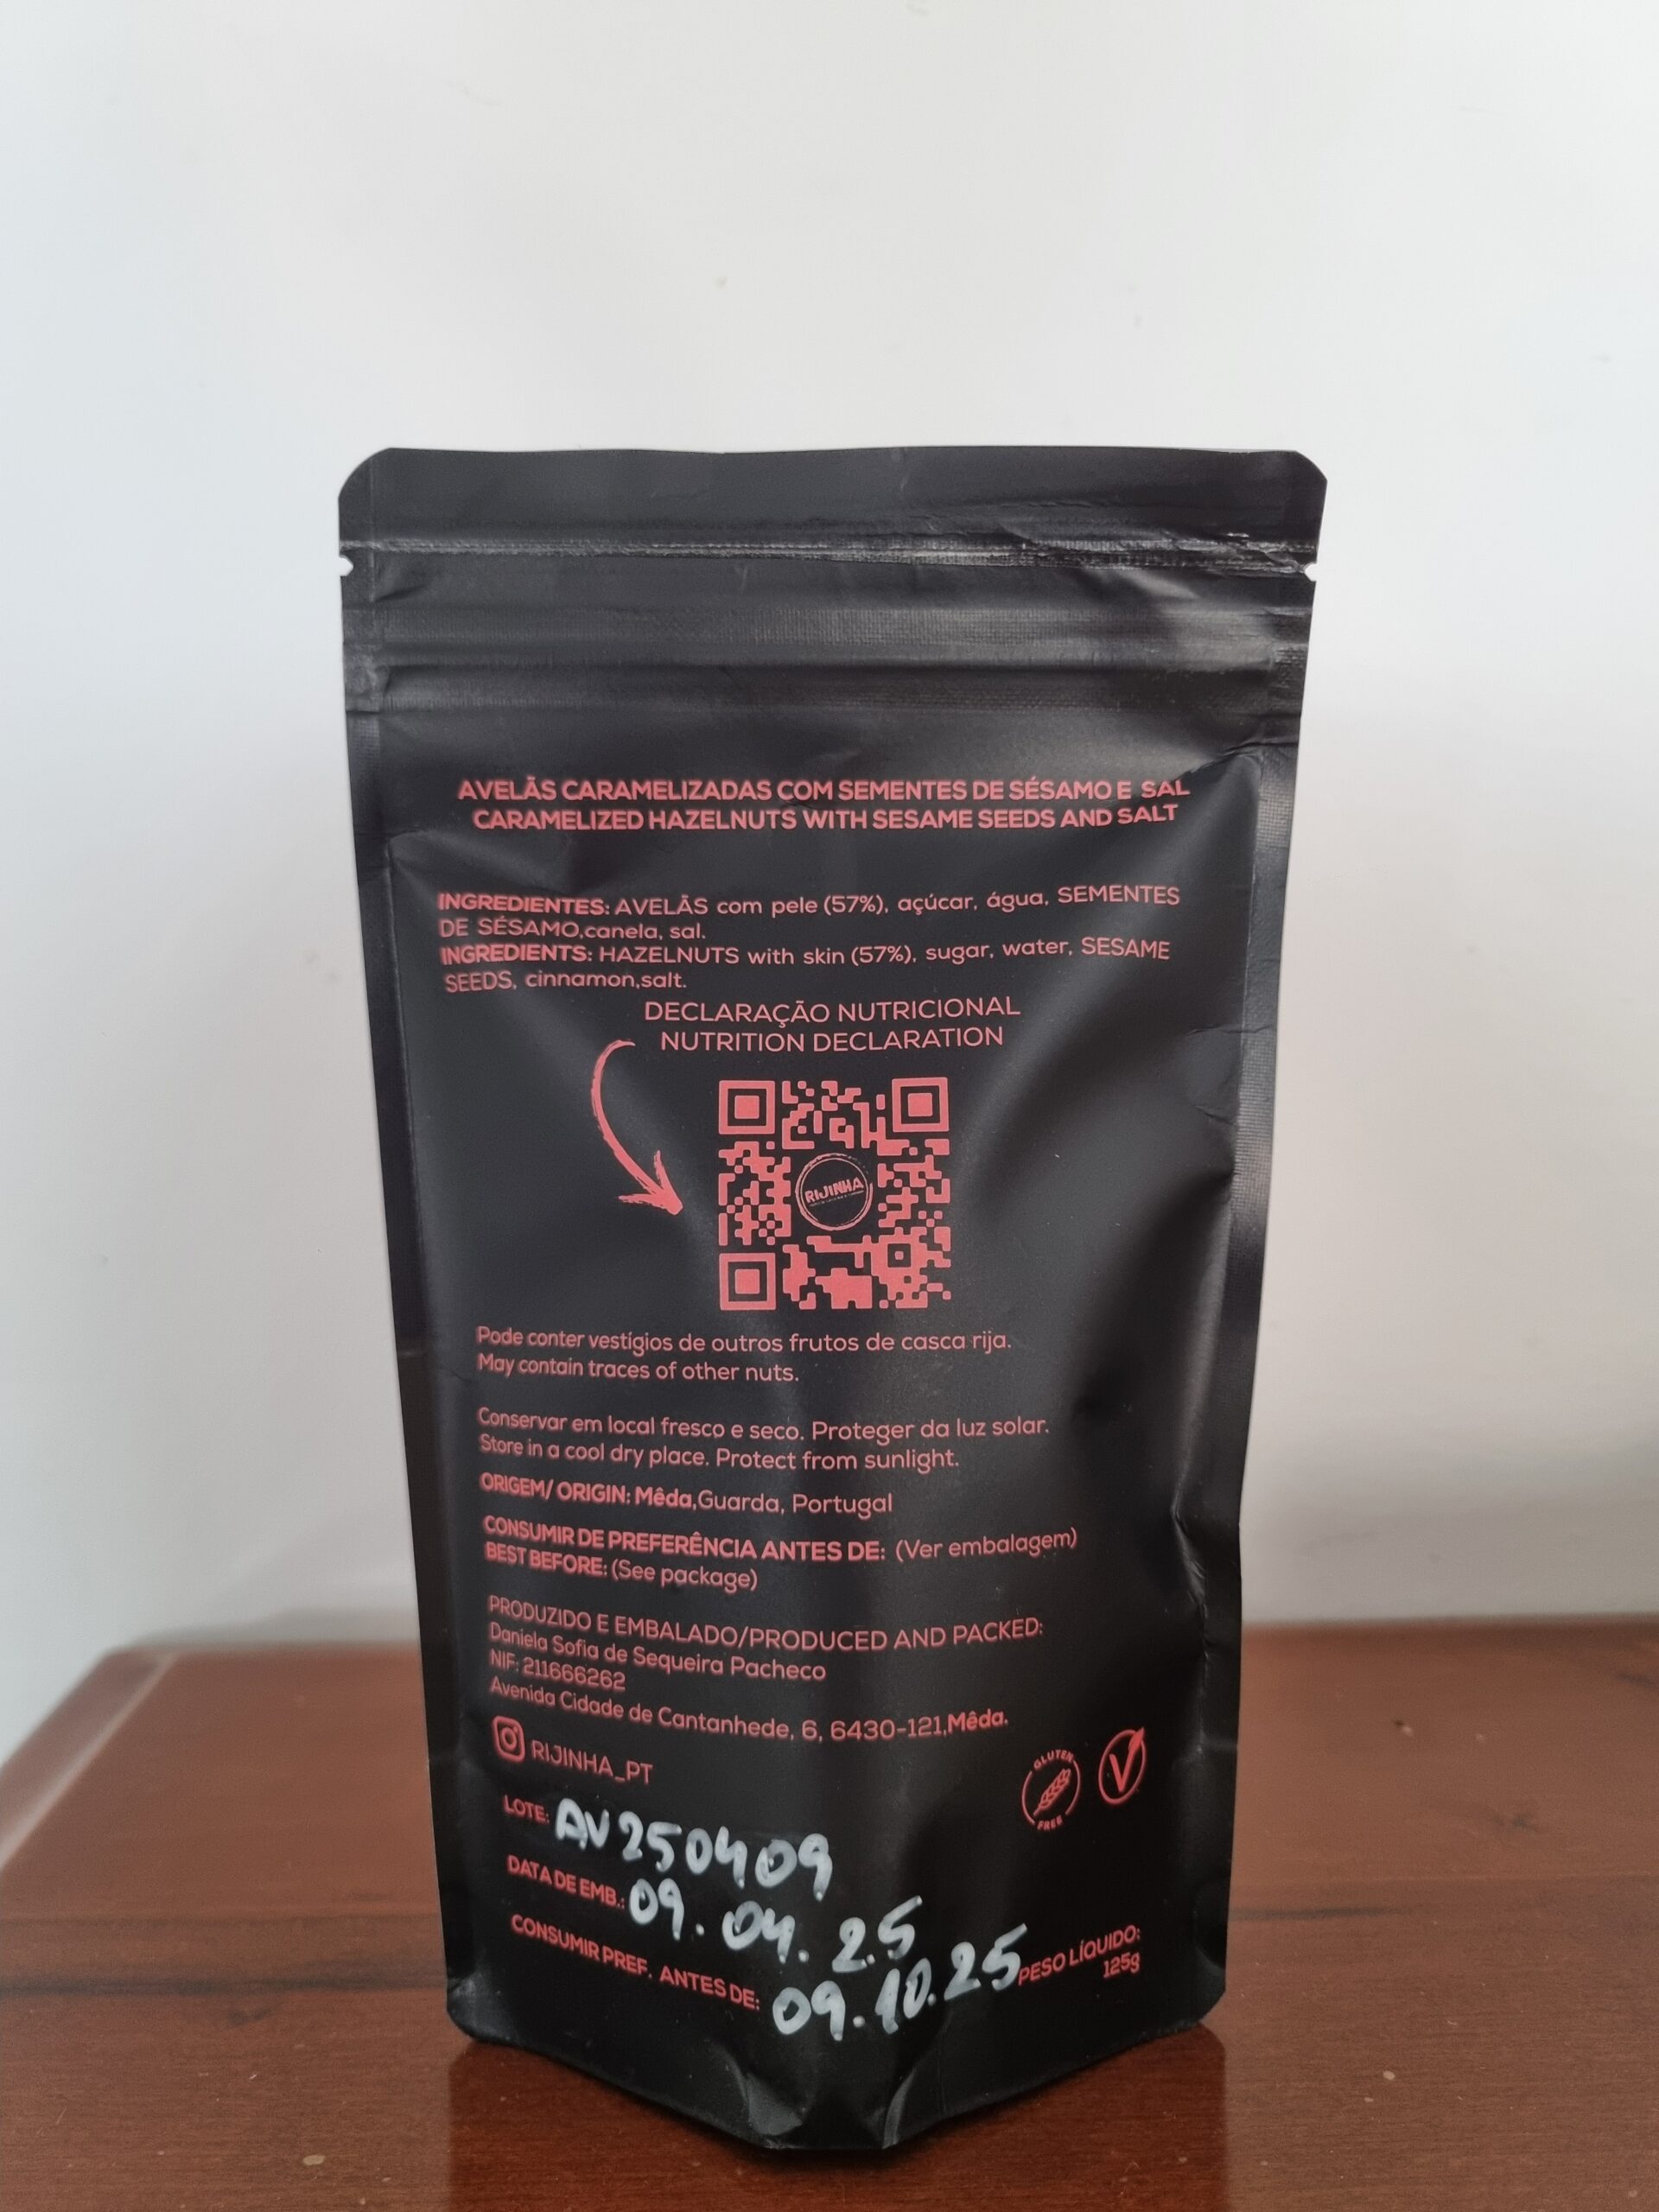 AVELÃS CARAMELIZADAS COM SEMENTES DE SÉSAMO E SAL
CARAMELIZED HAZELNUTS WITH SESAME SEEDS AND SALT
INGREDIENTES: AVELÃS com pele (57%), açúcar, água, SEMENTES
DE SÉSAMO,canela, sal.
INGREDIENTS: HAZELNUTS with skin (57%), sugar, water, SESAME
SEEDS, cinnamon,salt.
DECLARAÇÃO NUTRICIONAL
NUTRITION DECLARATION
RIJINHA
Pode conter vestígios de outros frutos de casca rija.
May contain traces of other nuts.
Conservar em local fresco e seco. Proteger da luz solar.
Store in a cool dry place. Protect from sunlight.
ORIGEM/ ORIGIN: Mêda,Guarda, Portugal
CONSUMIR DE PREFERÊNCIA ANTES DE: (Ver embalagem)
BEST BEFORE: (See package)
PRODUZIDO E EMBALADO/PRODUCED AND PACKED:
Daniela Sofia de Sequeira Pacheco
NIF: 211666262
Avenida Cidade de Cantanhede, 6, 6430-121,Mêda.
RIJINHA_PT
GLUTEN
FREE
V
LOTE: AV250409
DATA DE EMB.: 09.04.25
CONSUMIR PREF. ANTES DE: 09.10.25
PESO LÍQUIDO:
125g